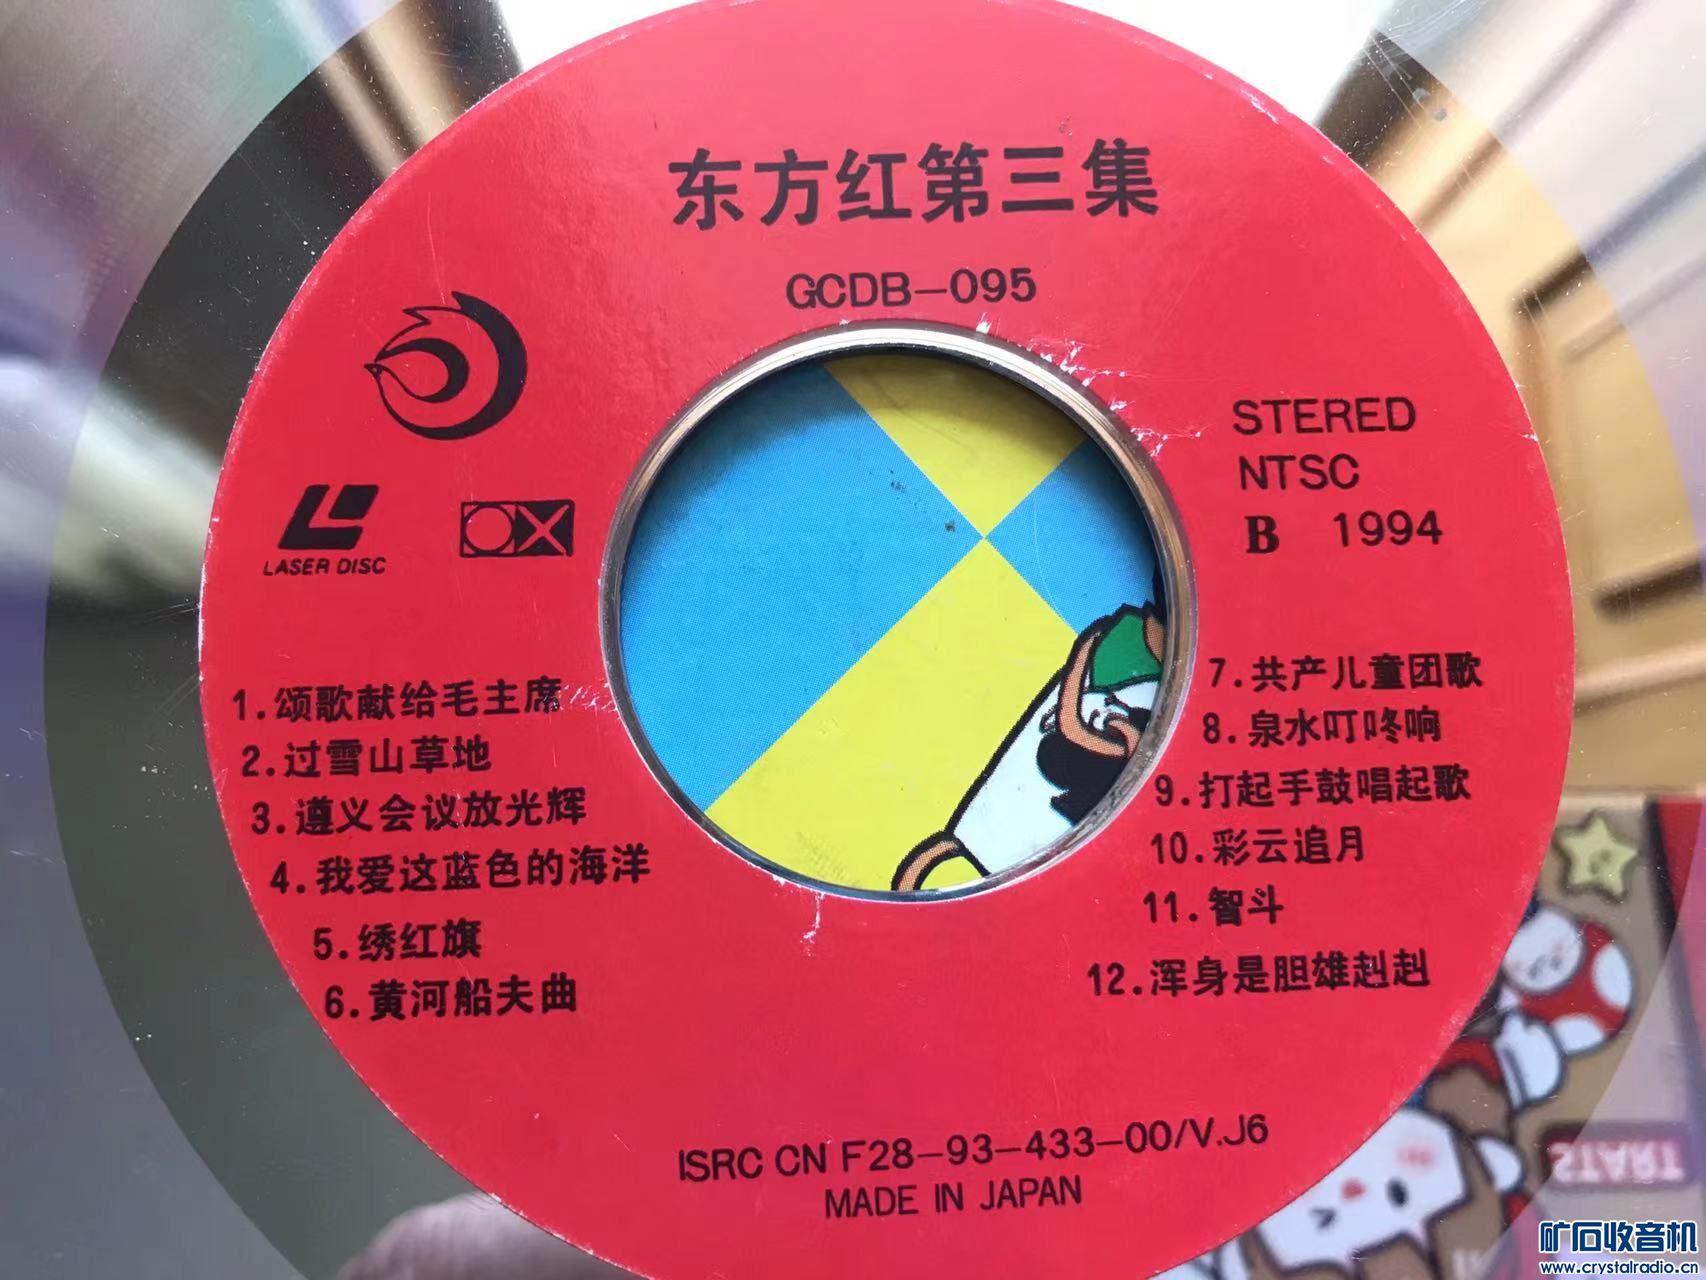 东方红第三集
GCDB-095
LASER DISC
STERED
NTSC
B 1994
1.颂歌献给毛主席
2.过雪山草地
3.遵义会议放光辉
4.我爱这蓝色的海洋
5.绣红旗
6.黄河船夫曲
7.共产儿童团歌
8.泉水叮咚响
9.打起手鼓唱起歌
10.彩云追月
11.智斗
12.浑身是胆雄赳赳
ISRC CN F28-93-433-00/V.J6
MADE IN JAPAN
START
矿石收音机
www.crystalradio.cn